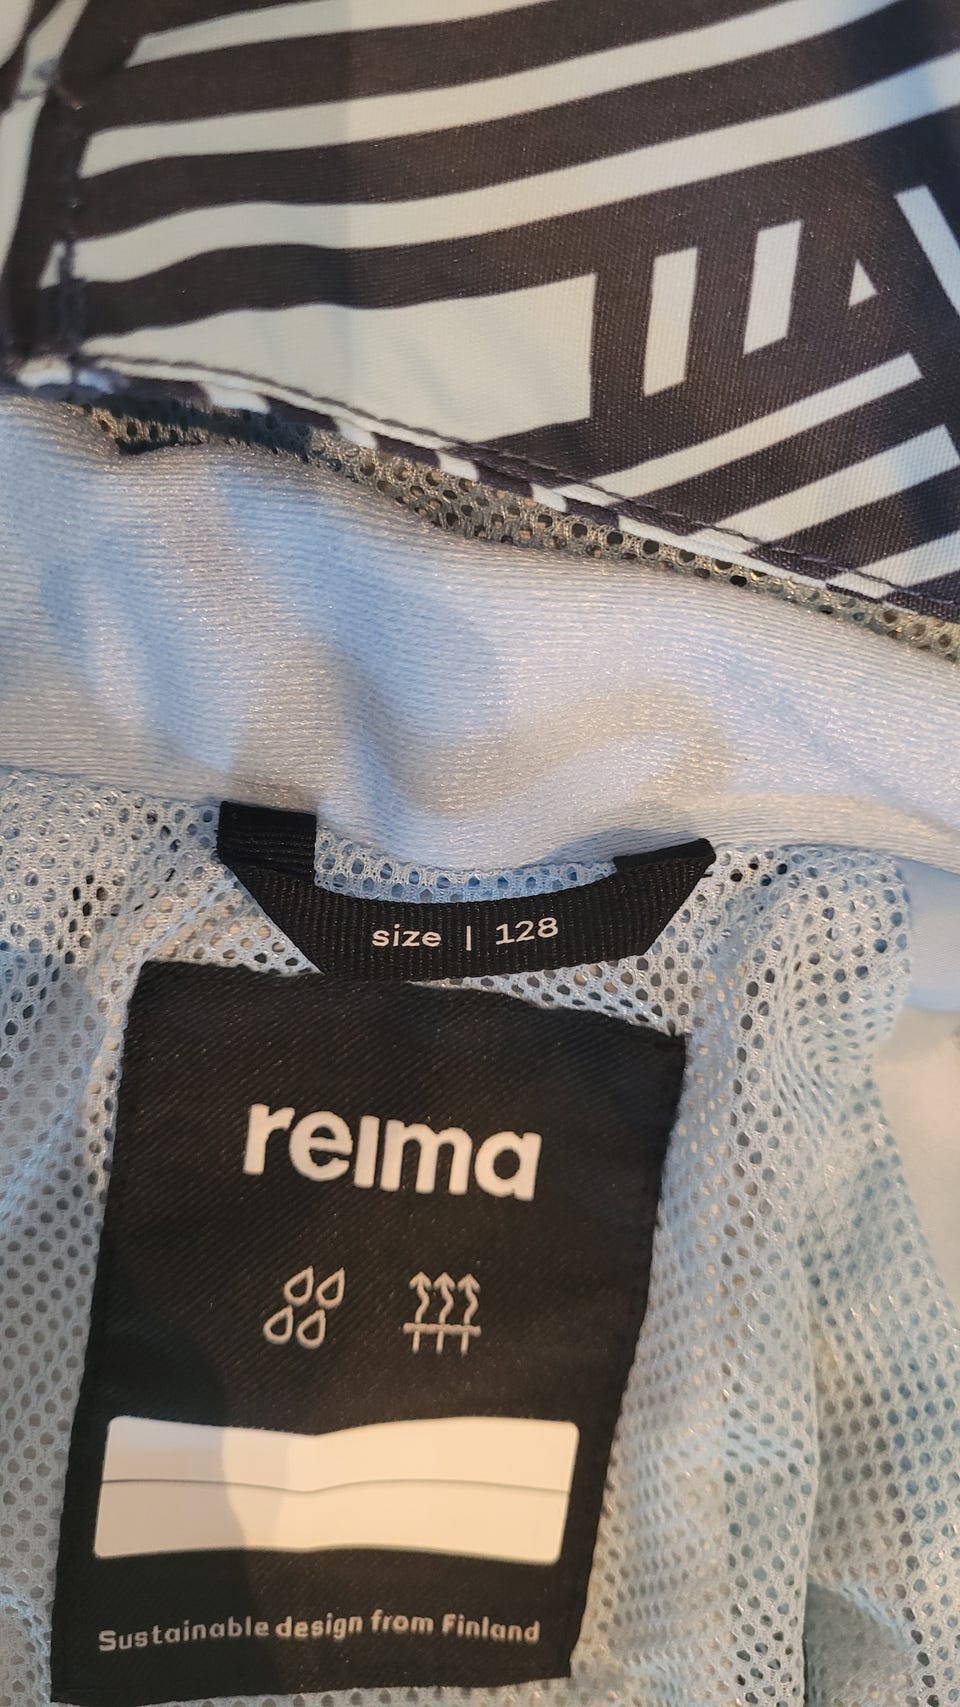 size | 128
reima
Sustainable design from Finland